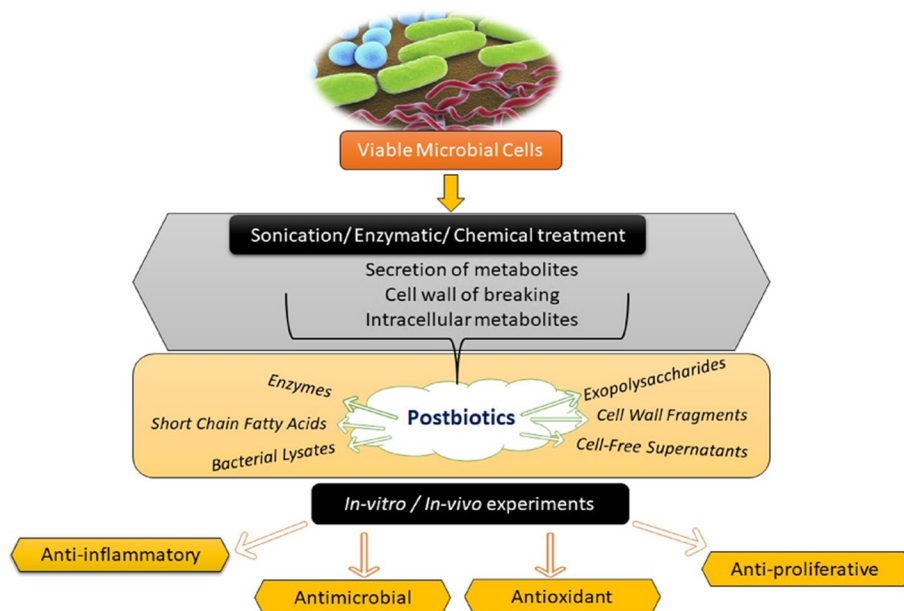 Viable Microbial Cells
Sonication/ Enzymatic/ Chemical treatment
Secretion of metabolites
Cell wall of breaking
Intracellular metabolites
Enzymes
Short Chain Fatty Acids
Bacterial Lysates
Postbiotics
Exopolysaccharides
Cell Wall Fragments
Cell-Free Supernatants
In-vitro / In-vivo experiments
Anti-inflammatory
Antimicrobial
Antioxidant
Anti-proliferative